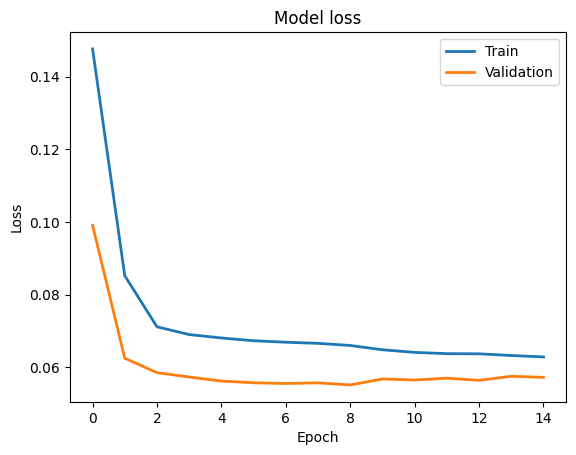 Model loss
Train
Validation
0.14
0.12
0.10
0.08
0.06
Loss
0 2 4 6 8 10 12 14
Epoch